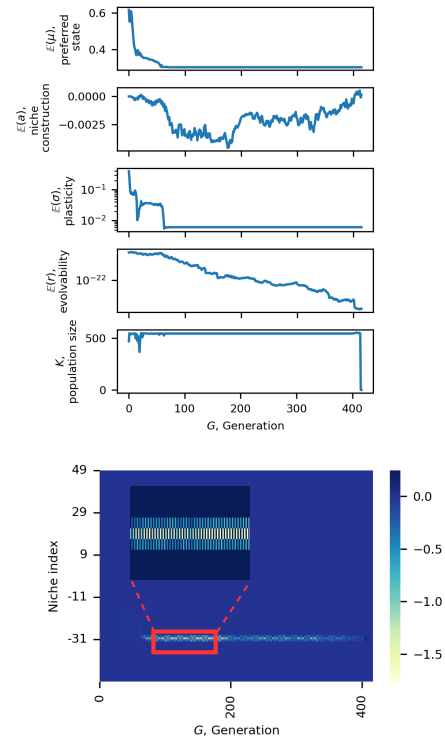 0.6
0.4
𝔼(μ),
preferred
state
0.0000
−0.0025
𝔼(a),
niche
construction
10⁻¹
10⁻²
𝔼(σ),
plasticity
10⁻²²
𝔼(r),
evolvability
500
0
K,
population size
0 100 200 300 400
G, Generation
49
29
9
-11
-31
Niche index
0 200 400
G, Generation
0.0
−0.5
−1.0
−1.5